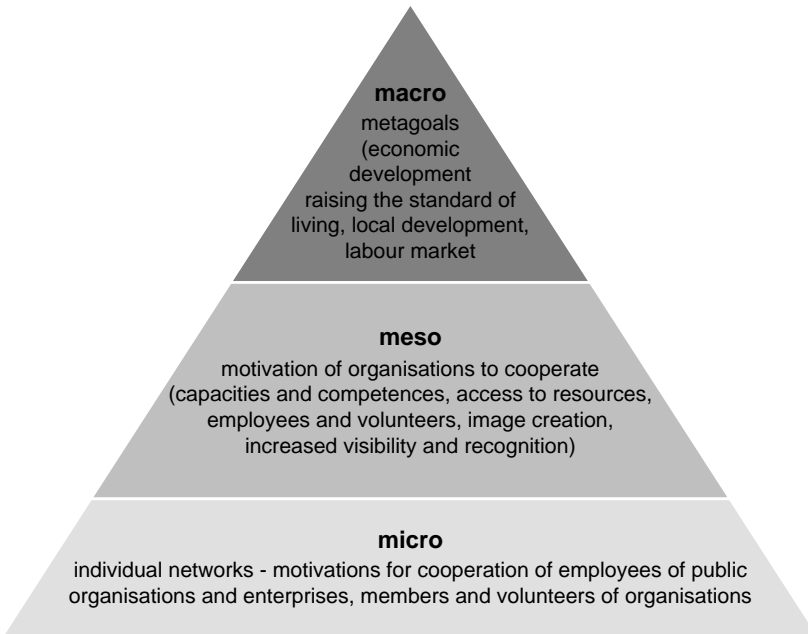 macro
metagoals
(economic
development
raising the standard of
living, local development,
labour market
meso
motivation of organisations to cooperate
(capacities and competences, access to resources,
employees and volunteers, image creation,
increased visibility and recognition)
micro
individual networks - motivations for cooperation of employees of public
organisations and enterprises, members and volunteers of organisations